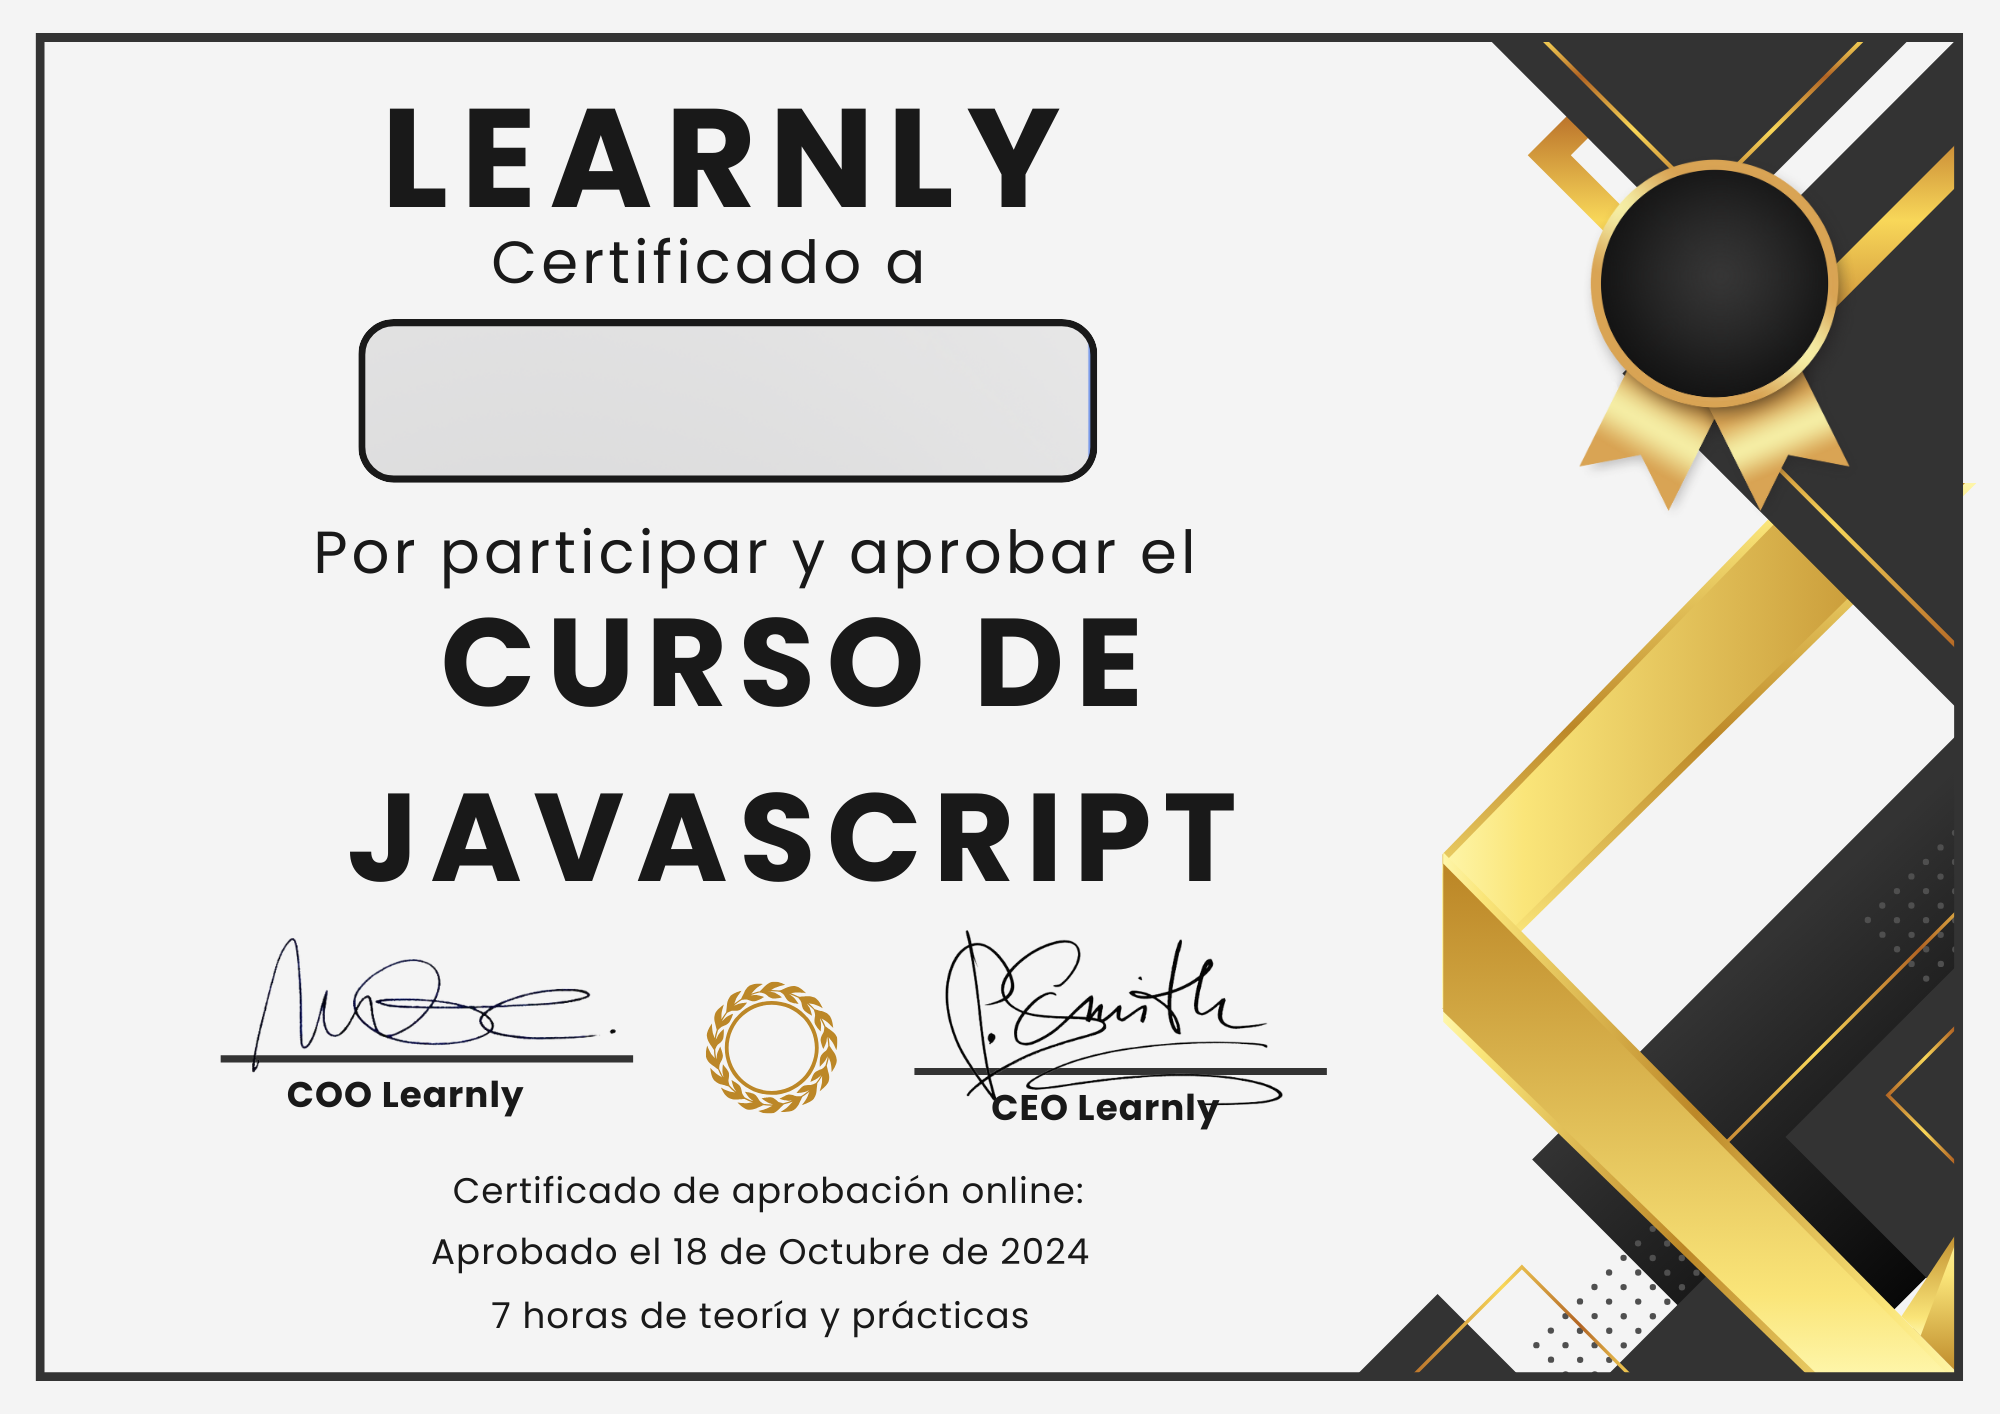 LEARNLY
Certificado a
Por participar y aprobar el
CURSO DE
JAVASCRIPT
COO Learnly
P. Smith
CEO Learnly
Certificado de aprobación online:
Aprobado el 18 de Octubre de 2024
7 horas de teoría y prácticas